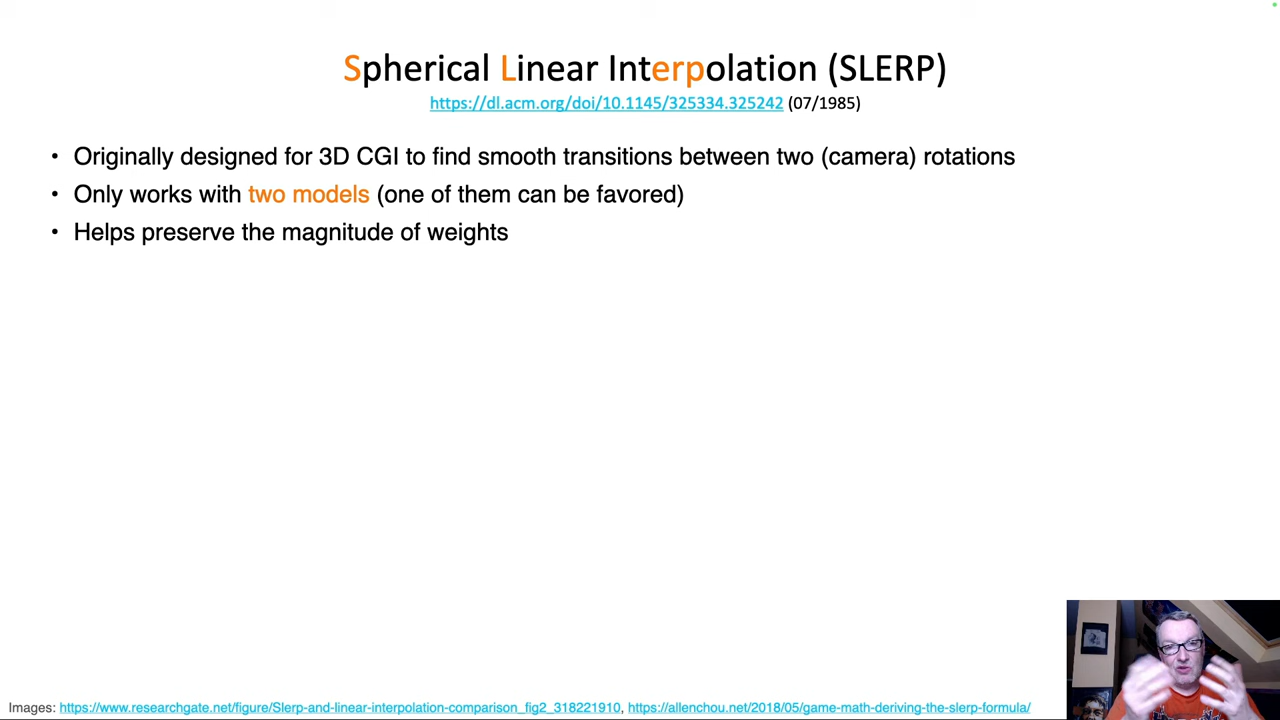 Spherical Linear Interpolation (SLERP)
https://dl.acm.org/doi/10.1145/325334.325242 (07/1985)
• Originally designed for 3D CGI to find smooth transitions between two (camera) rotations
• Only works with two models (one of them can be favored)
• Helps preserve the magnitude of weights
Images: https://www.researchgate.net/figure/Slerp-and-linear-interpolation-comparison_fig2_318221910, https://allenchou.net/2018/05/game-math-deriving-the-slerp-formula/